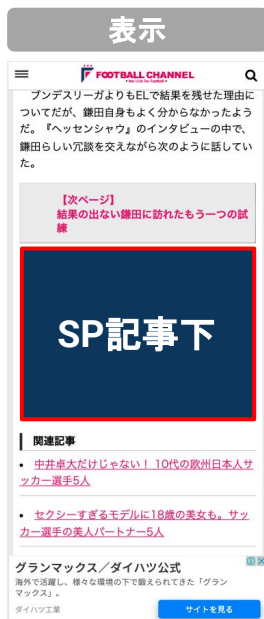 表示
FOOTBALL CHANNEL
ブンデスリーガよりもELで結果を残せた理由に
ついてだが、鎌田自身もよく分からなかったよう
だ。『ヘッセンシャウ』のインタビューの中で、
鎌田らしい冗談を交えながら次のように話してい
た。
【次ページ】
結果の出ない鎌田に訪れたもう一つの試
練
SP記事下
関連記事
• 中井卓大だけじゃない！ 10代の欧州日本人サ
ッカー選手5人
• セクシーすぎるモデルに18歳の美女も。サッ
カー選手の美人パートナー5人
グランマックス／ダイハツ公式
海外で活躍し、様々な環境の下で鍛えられてきた「グラン
マックス」。
ダイハツ工業
サイトを見る